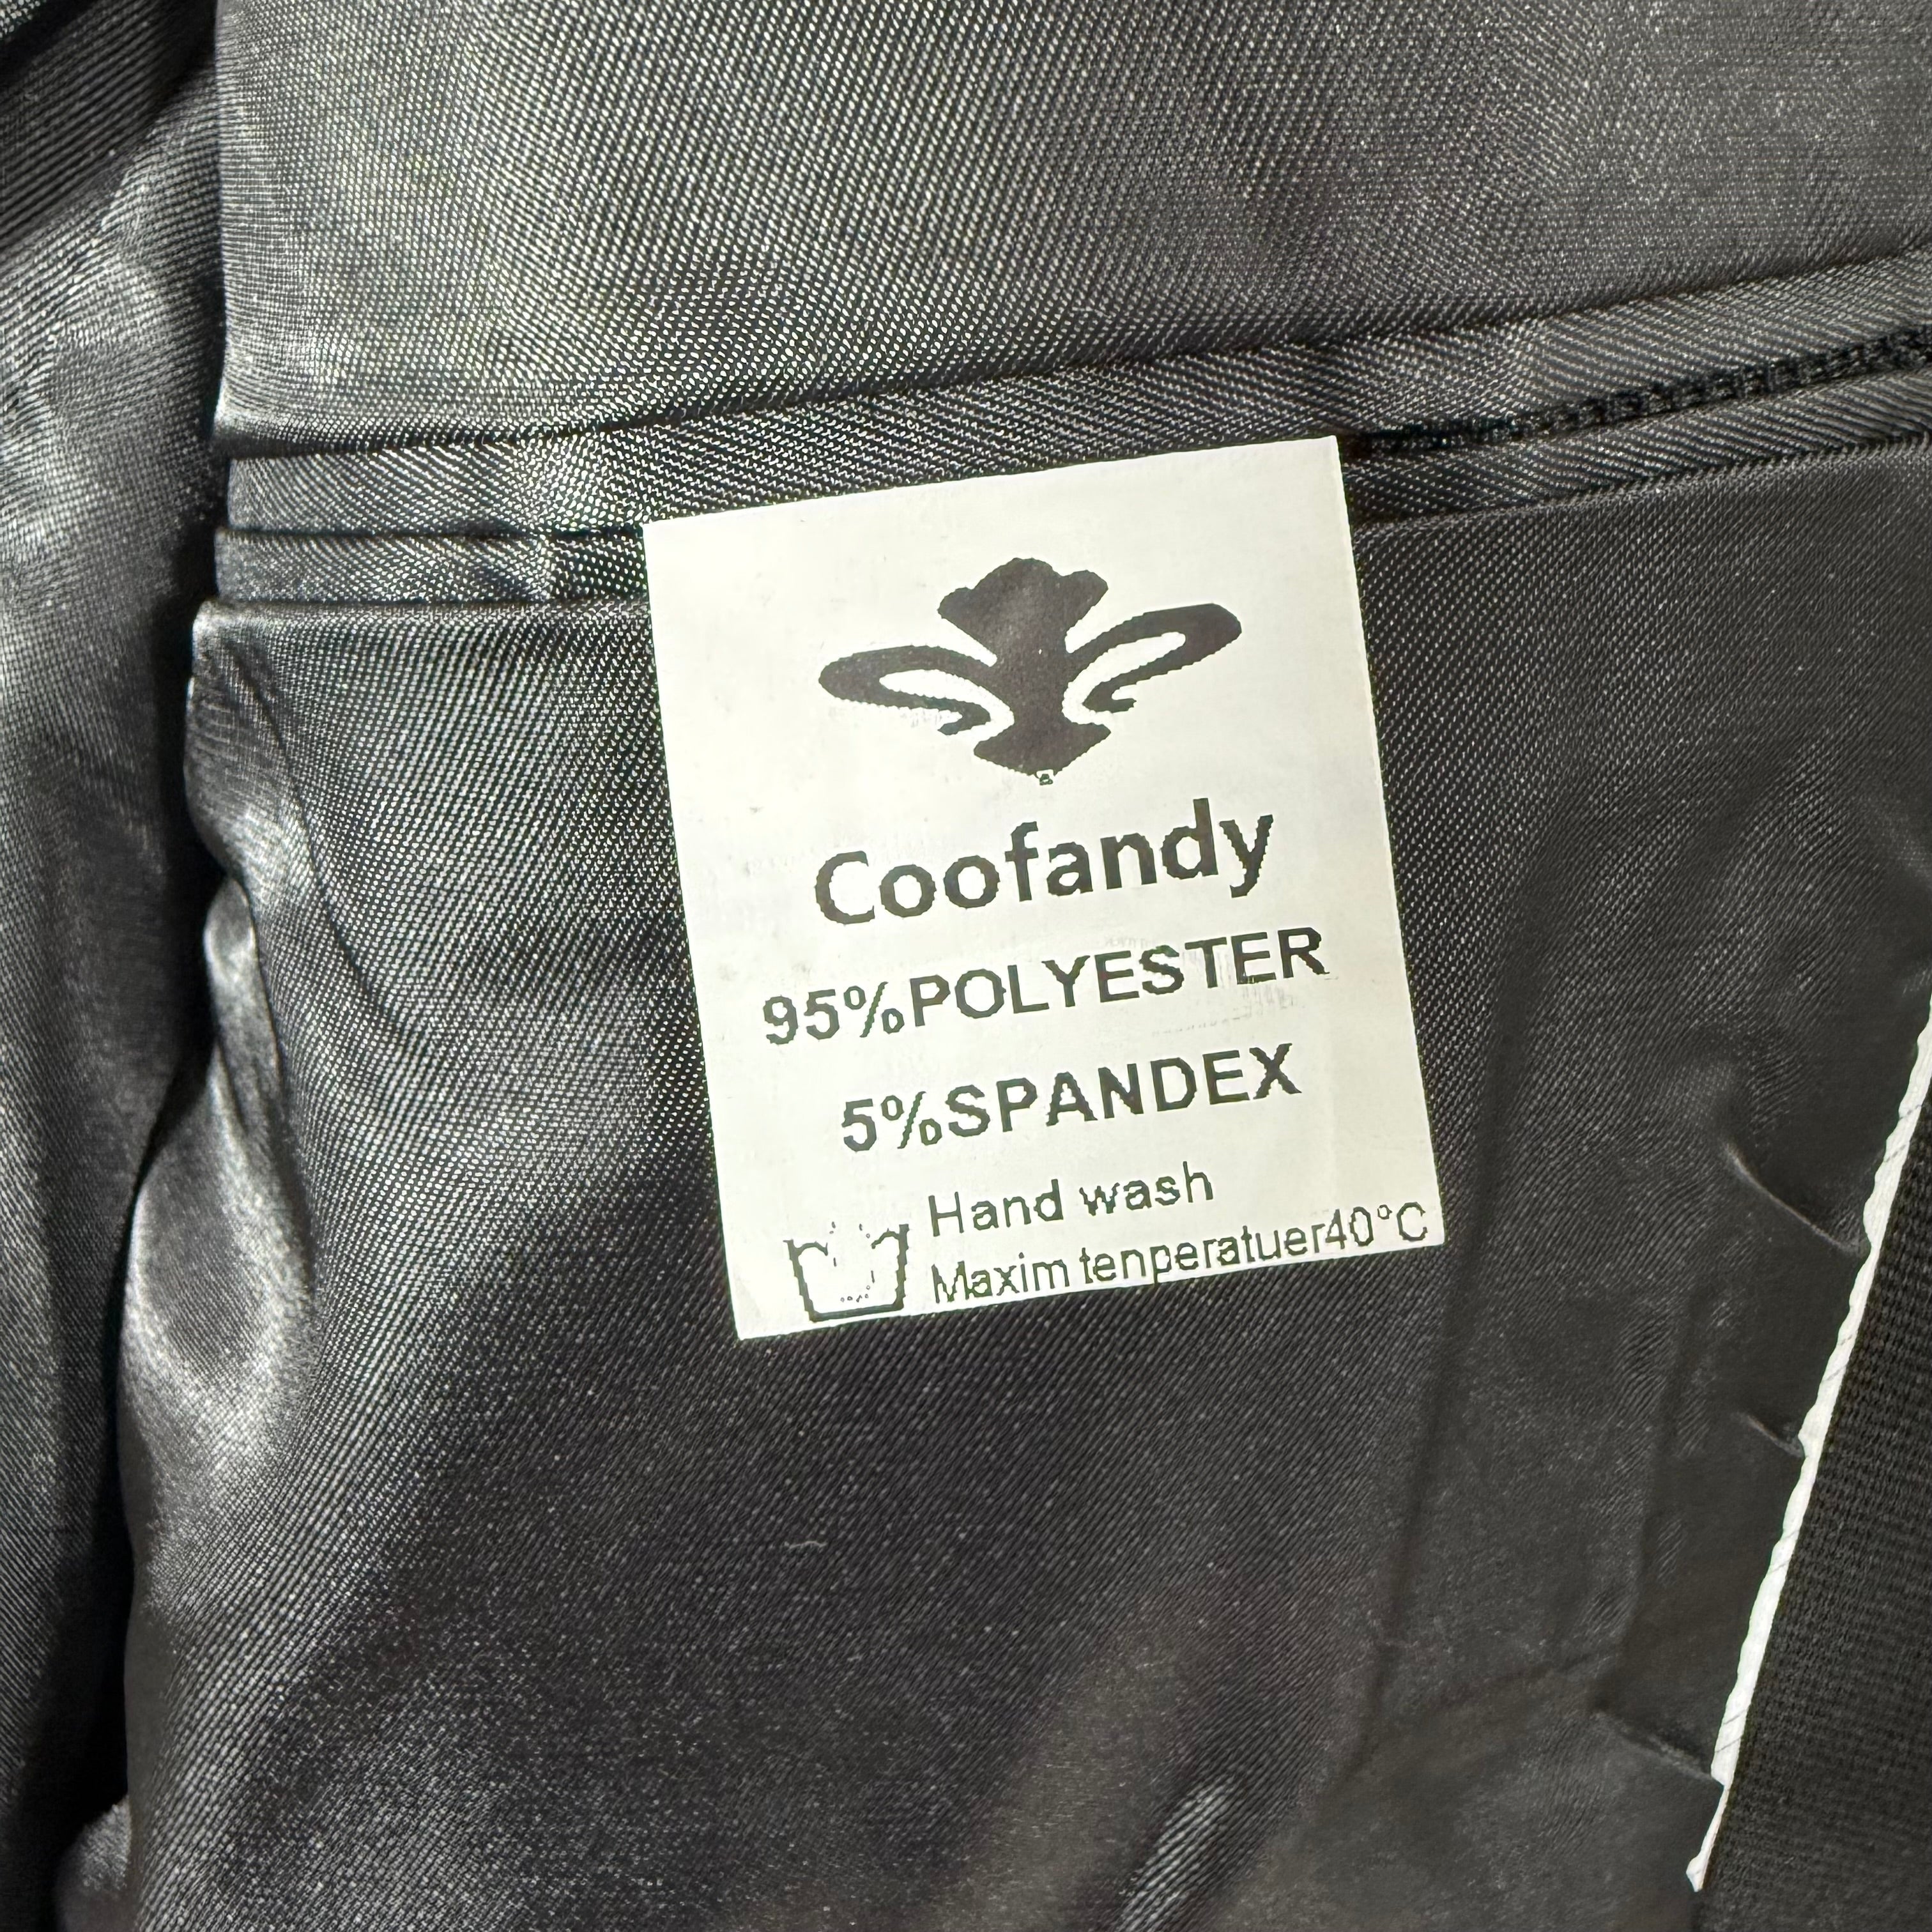 Coofandy
95%POLYESTER
5%SPANDEX
Hand wash
Maxim tenperatuer40°C